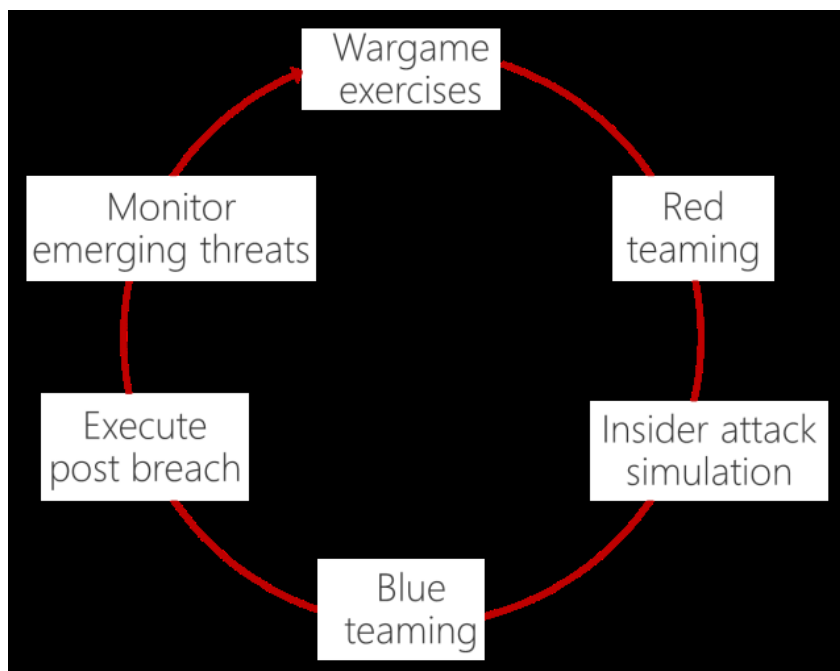 Wargame
exercises
Red
teaming
Insider attack
simulation
Blue
teaming
Execute
post breach
Monitor
emerging threats